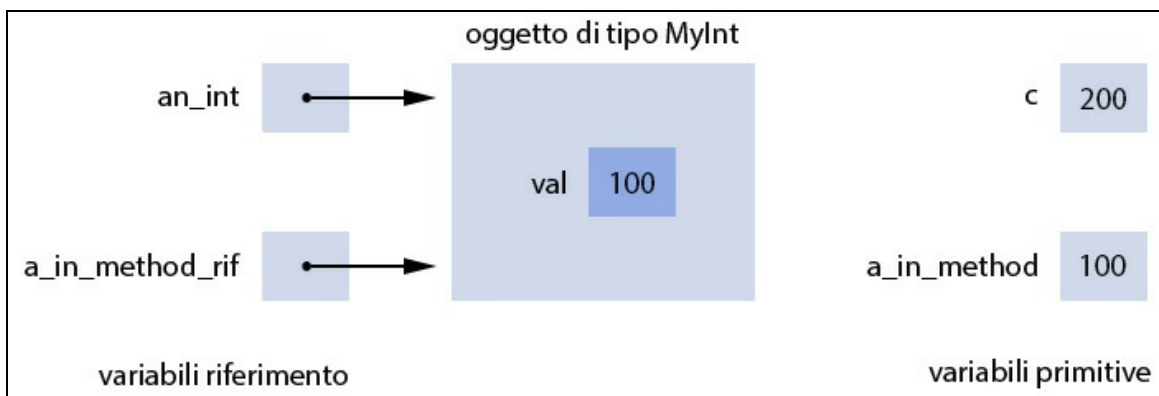 oggetto di tipo MyInt
an_int
c 200
val 100
a_in_method_rif
a_in_method 100
variabili riferimento
variabili primitive